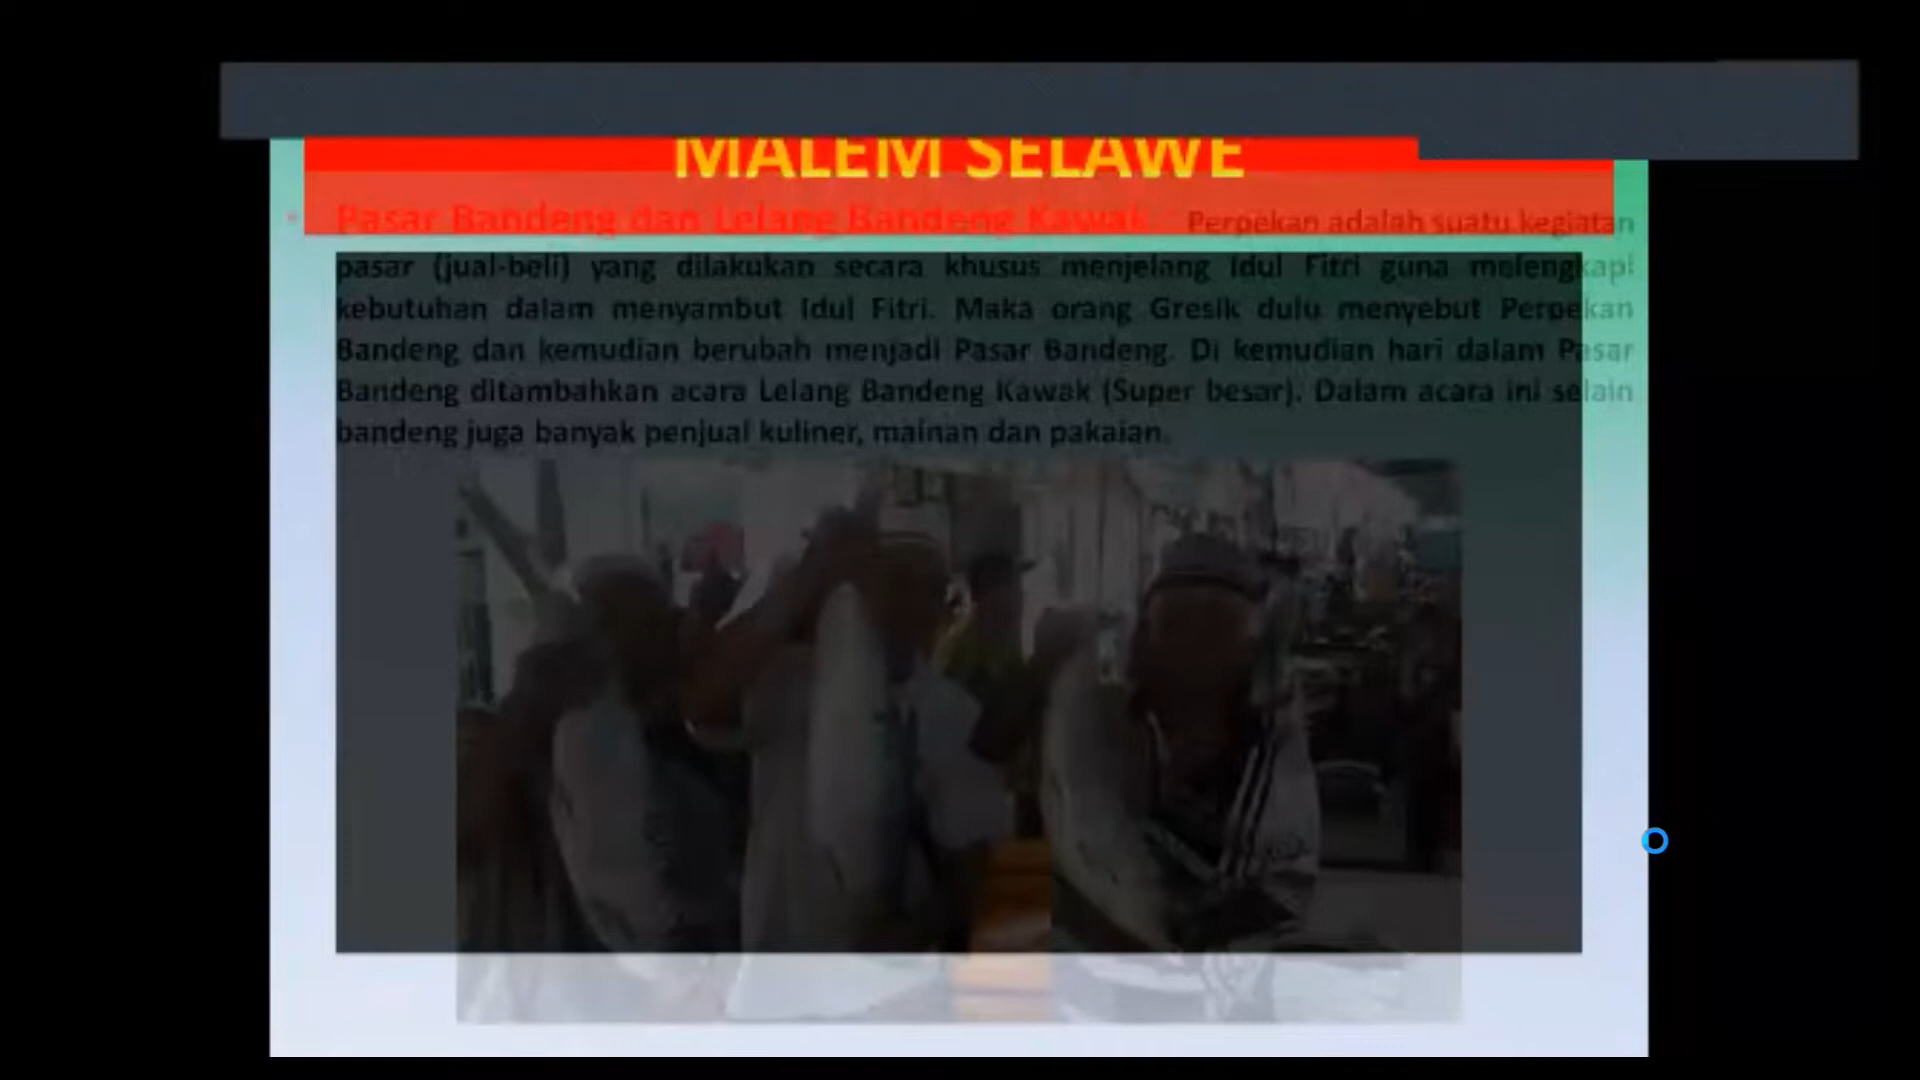 MALEM SELAWE
• Pasar Bandeng dan Lelang Bandeng Kawak : Perpekan adalah suatu kegiatan
pasar (jual-beli) yang dilakukan secara khusus menjelang Idul Fitri guna melengkapi
kebutuhan dalam menyambut Idul Fitri. Maka orang Gresik dulu menyebut Perpekan
Bandeng dan kemudian berubah menjadi Pasar Bandeng. Di kemudian hari dalam Pasar
Bandeng ditambahkan acara Lelang Bandeng Kawak (Super besar). Dalam acara ini selain
bandeng juga banyak penjual kuliner, mainan dan pakaian.